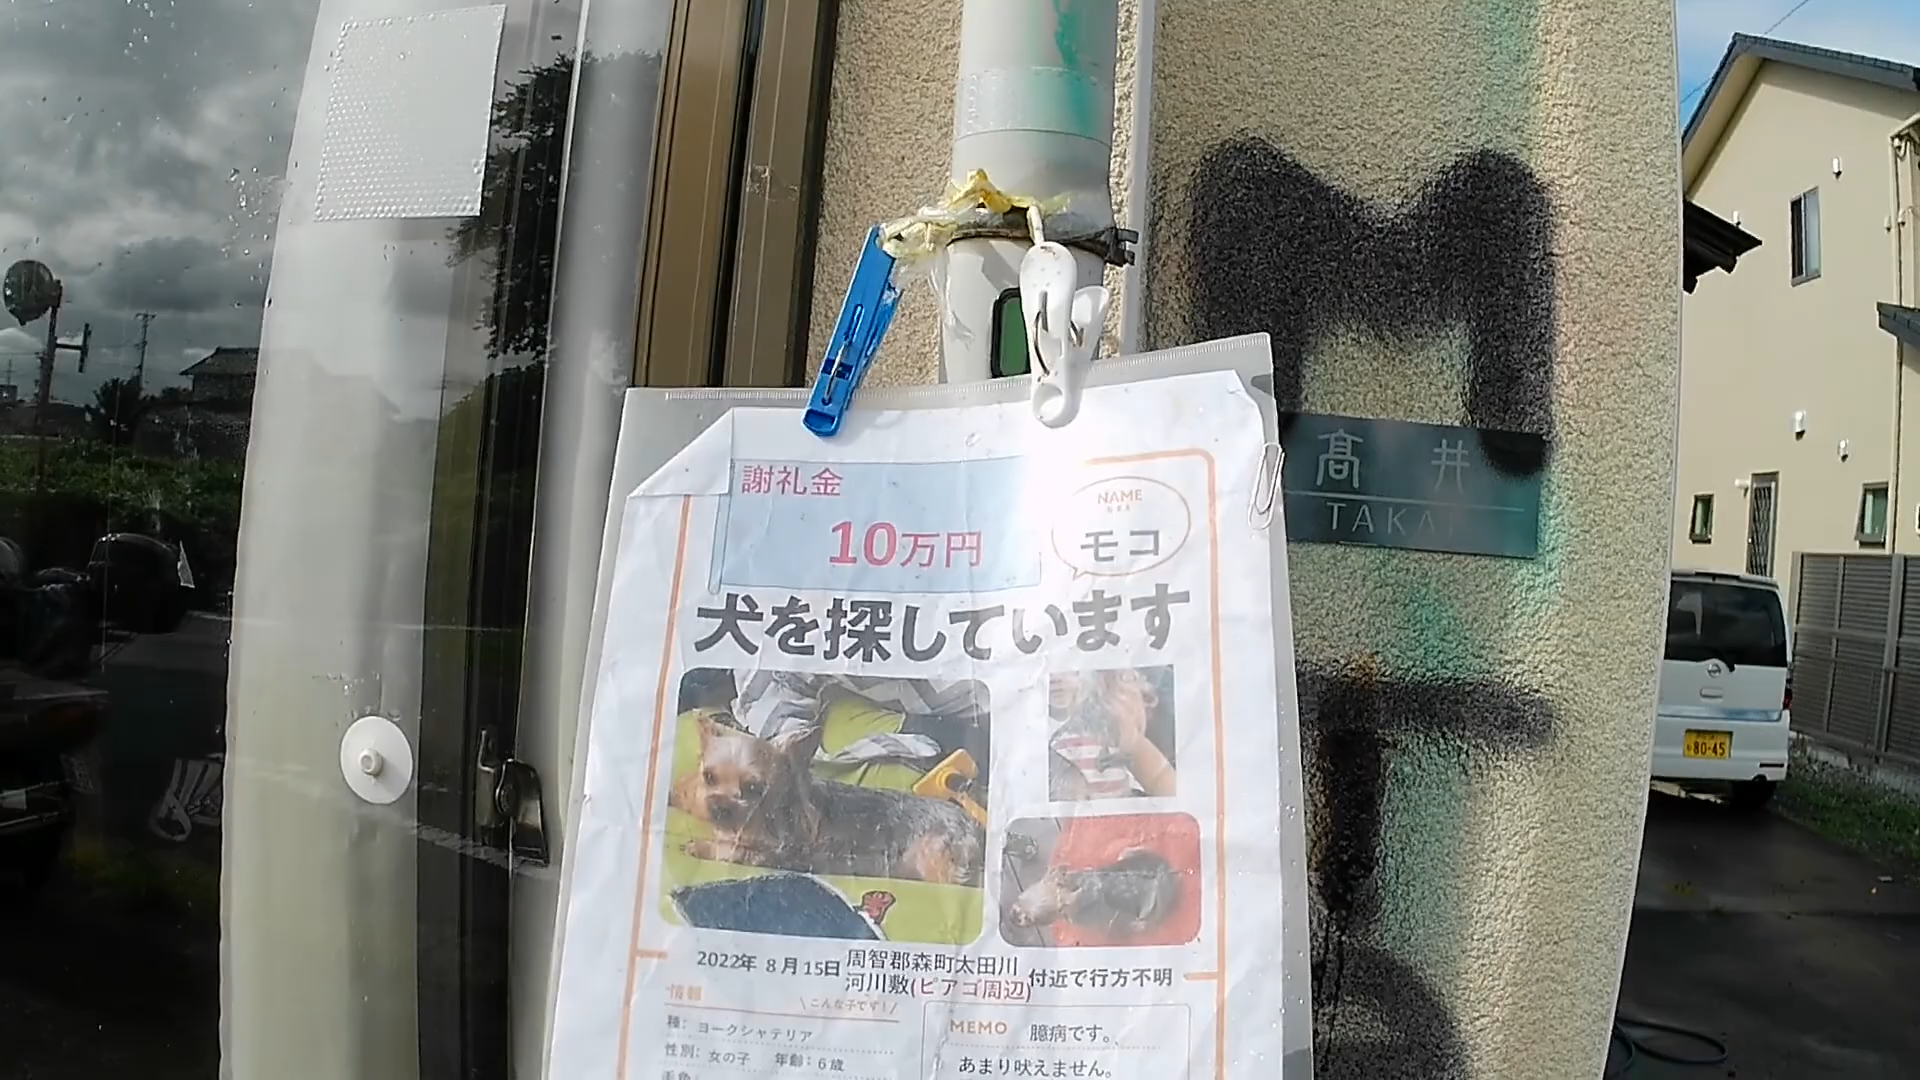 謝礼金
10万円
NAME
モコ
犬を探しています
2022年 8月15日 周智郡森町太田川
河川敷(ピアゴ周辺) 付近で行方不明
情報
\こんな子です!/
種: ヨークシャテリア
性別: 女の子 年齢: 6歳
毛色:
MEMO 臆病です。
あまり吠えません。
髙井
TAKAI
M
T
80-45